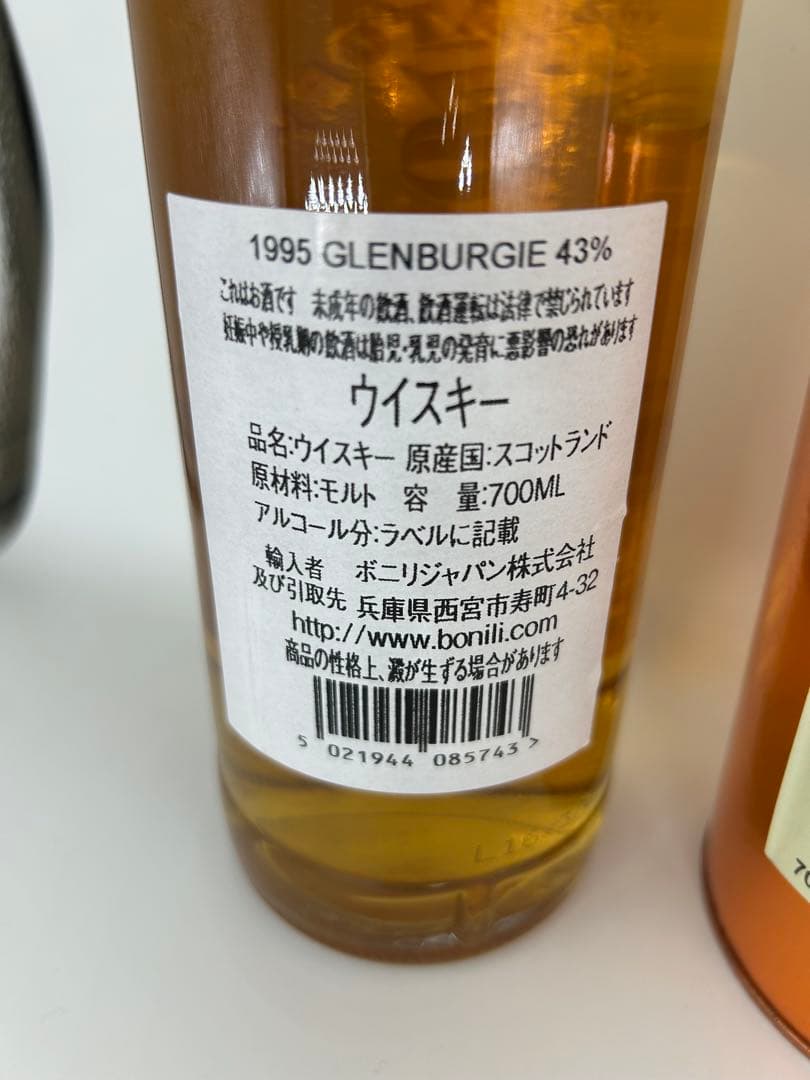 1995 GLENBURGIE 43%
これはお酒です 未成年の飲酒、飲酒運転は法律で禁じられています
妊娠中や授乳期の飲酒は胎児・乳児の発育に悪影響の恐れがあります
ウイスキー
品名:ウイスキー 原産国:スコットランド
原材料:モルト 容 量:700ML
アルコール分:ラベルに記載
輸入者 ボニリジャパン株式会社
及び引取先 兵庫県西宮市寿町4-32
http://www.bonili.com
商品の性格上、澱が生ずる場合があります
5 021944 085743 >
70